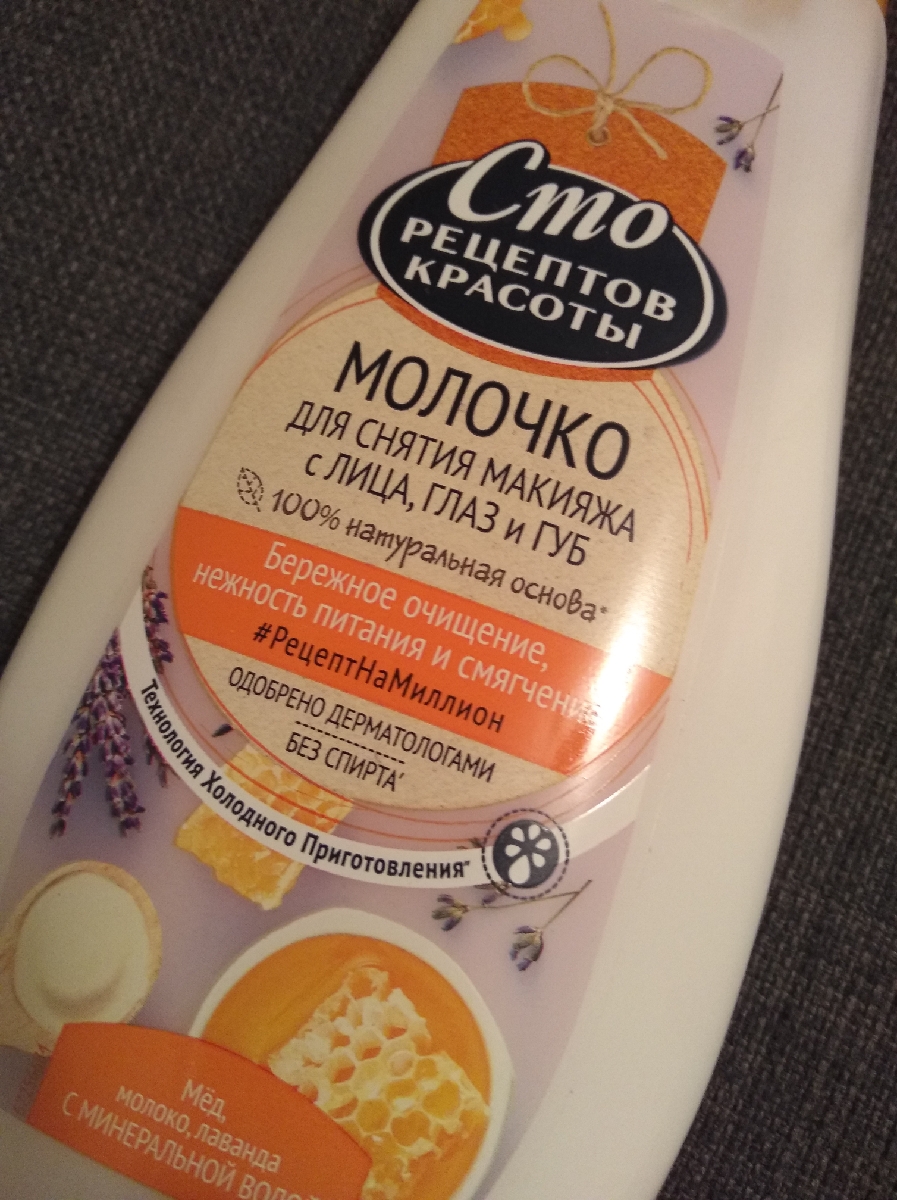 Сто
РЕЦЕПТОВ
КРАСОТЫ
МОЛОЧКО
ДЛЯ СНЯТИЯ МАКИЯЖА
С ЛИЦА, ГЛАЗ и ГУБ
100% натуральная основа*
Бережное очищение,
нежность питания и смягчение
#РецептНаМиллион
ОДОБРЕНО ДЕРМАТОЛОГАМИ
БЕЗ СПИРТА'
Технология Холодного Приготовления"
Мёд,
молоко, лаванда
С МИНЕРАЛЬНОЙ ВОДОЙ